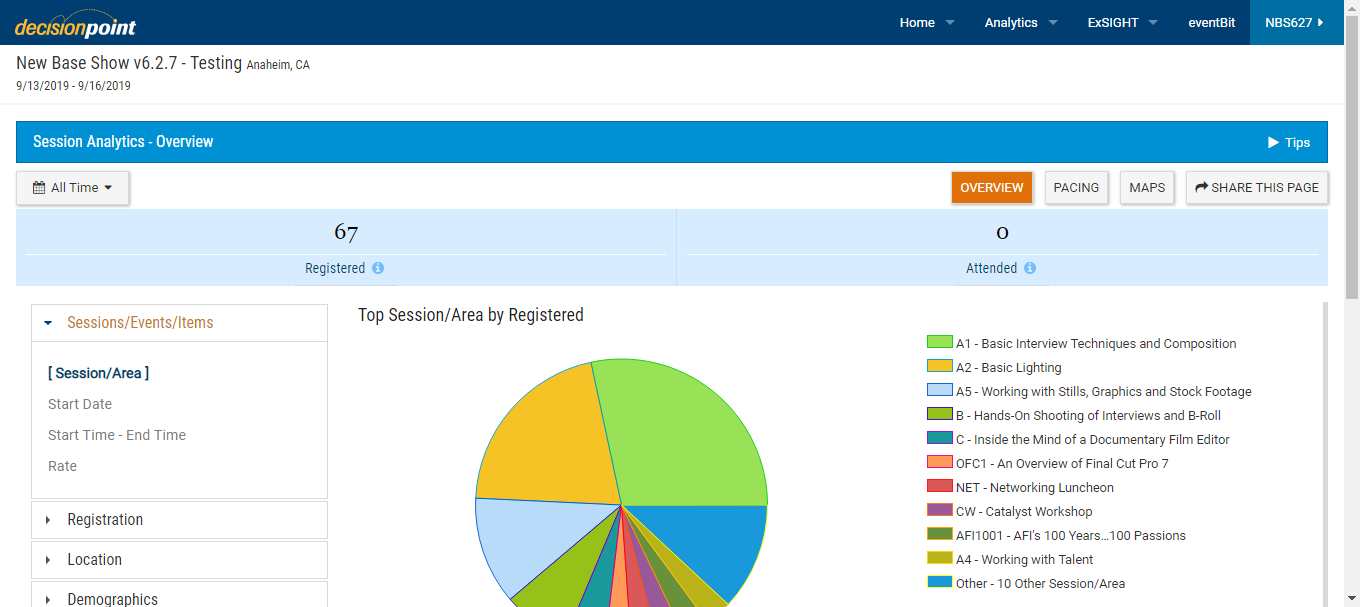 decisionpoint
Home
Analytics
ExSIGHT
eventBit
NBS627
New Base Show v6.2.7 - Testing Anaheim, CA
9/13/2019 - 9/16/2019
Session Analytics - Overview
Tips
All Time
OVERVIEW
PACING
MAPS
SHARE THIS PAGE
67
Registered
0
Attended
Sessions/Events/Items
[ Session/Area ]
Start Date
Start Time - End Time
Rate
Registration
Location
Demographics
Top Session/Area by Registered
A1 - Basic Interview Techniques and Composition
A2 - Basic Lighting
A5 - Working with Stills, Graphics and Stock Footage
B - Hands-On Shooting of Interviews and B-Roll
C - Inside the Mind of a Documentary Film Editor
OFC1 - An Overview of Final Cut Pro 7
NET - Networking Luncheon
CW - Catalyst Workshop
AFI1001 - AFI's 100 Years...100 Passions
A4 - Working with Talent
Other - 10 Other Session/Area